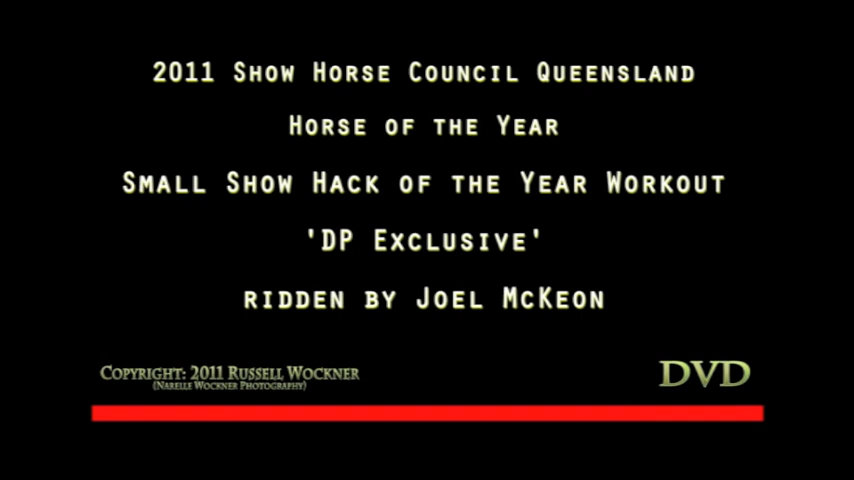 2011 Show Horse Council Queensland
Horse of the Year
Small Show Hack of the Year Workout
'DP Exclusive'
ridden by Joel McKeon
Copyright: 2011 Russell Wockner
(Narelle Wockner Photography)
DVD